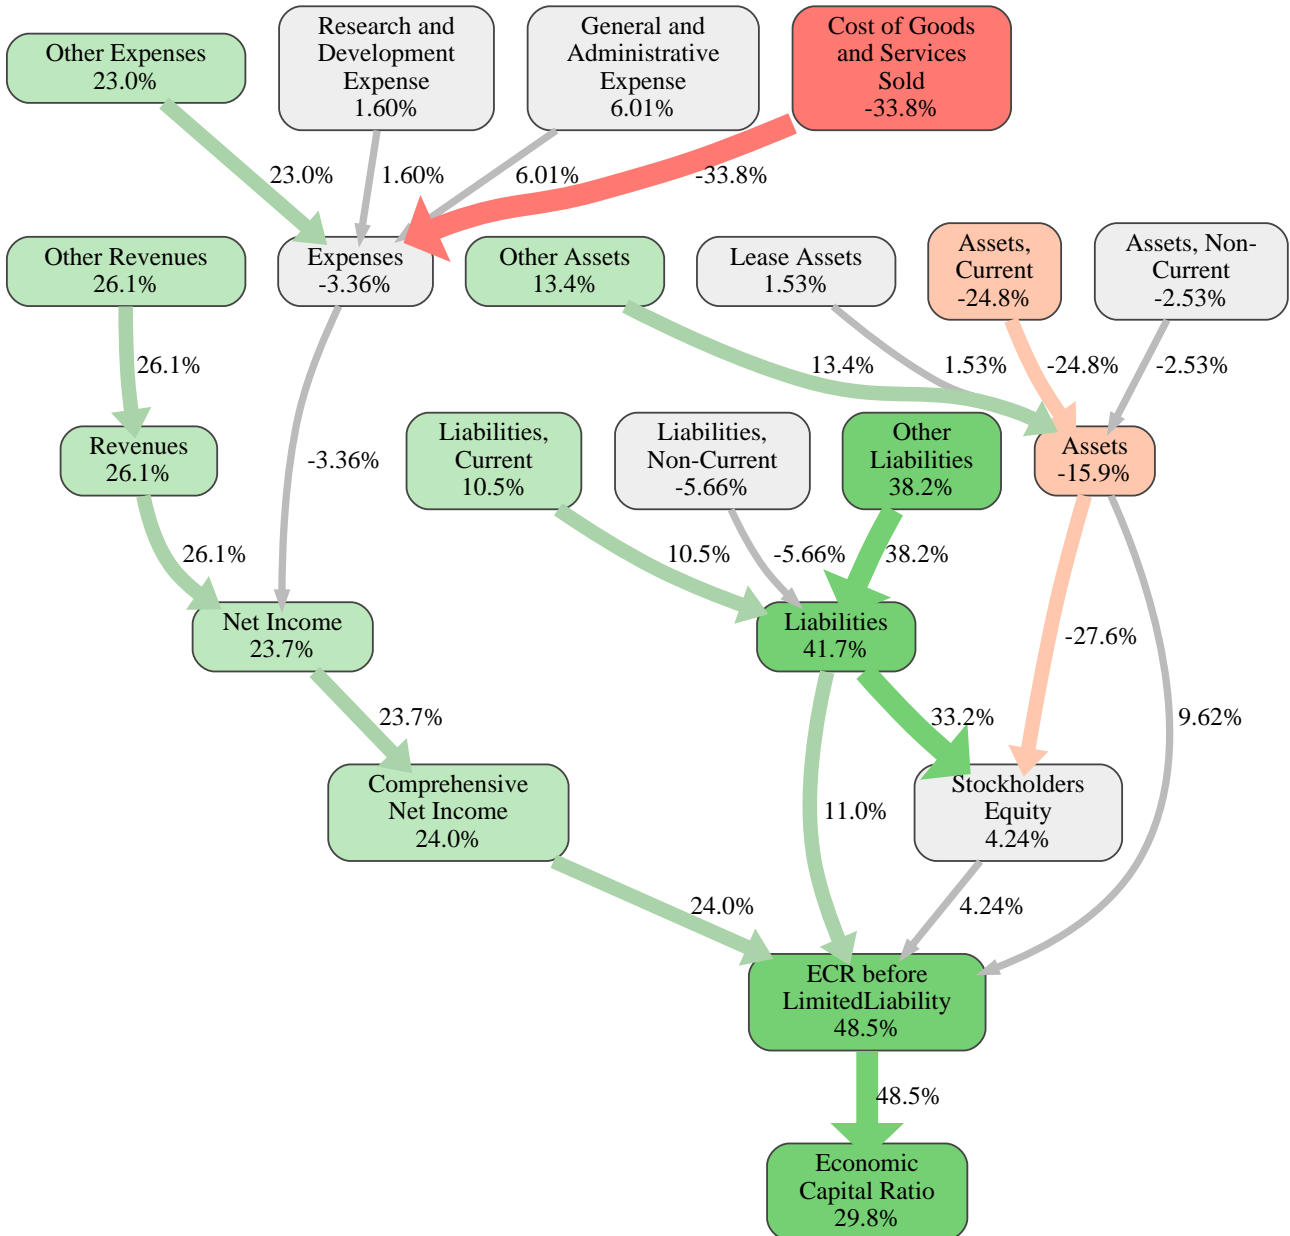 Other Expenses
23.0%
Research and
Development
Expense
1.60%
General and
Administrative
Expense
6.01%
Cost of Goods
and Services
Sold
-33.8%
23.0%
1.60%
6.01%
-33.8%
Other Revenues
26.1%
Expenses
-3.36%
Other Assets
13.4%
Lease Assets
1.53%
Assets,
Current
-24.8%
Assets, Non-
Current
-2.53%
26.1%
13.4%
1.53%
-24.8%
-2.53%
Revenues
26.1%
-3.36%
Liabilities,
Current
10.5%
Liabilities,
Non-Current
-5.66%
Other
Liabilities
38.2%
Assets
-15.9%
26.1%
10.5%
-5.66%
38.2%
Net Income
23.7%
Liabilities
41.7%
-27.6%
23.7%
33.2%
9.62%
Comprehensive
Net Income
24.0%
11.0%
Stockholders
Equity
4.24%
24.0%
4.24%
ECR before
LimitedLiability
48.5%
48.5%
Economic
Capital Ratio
29.8%